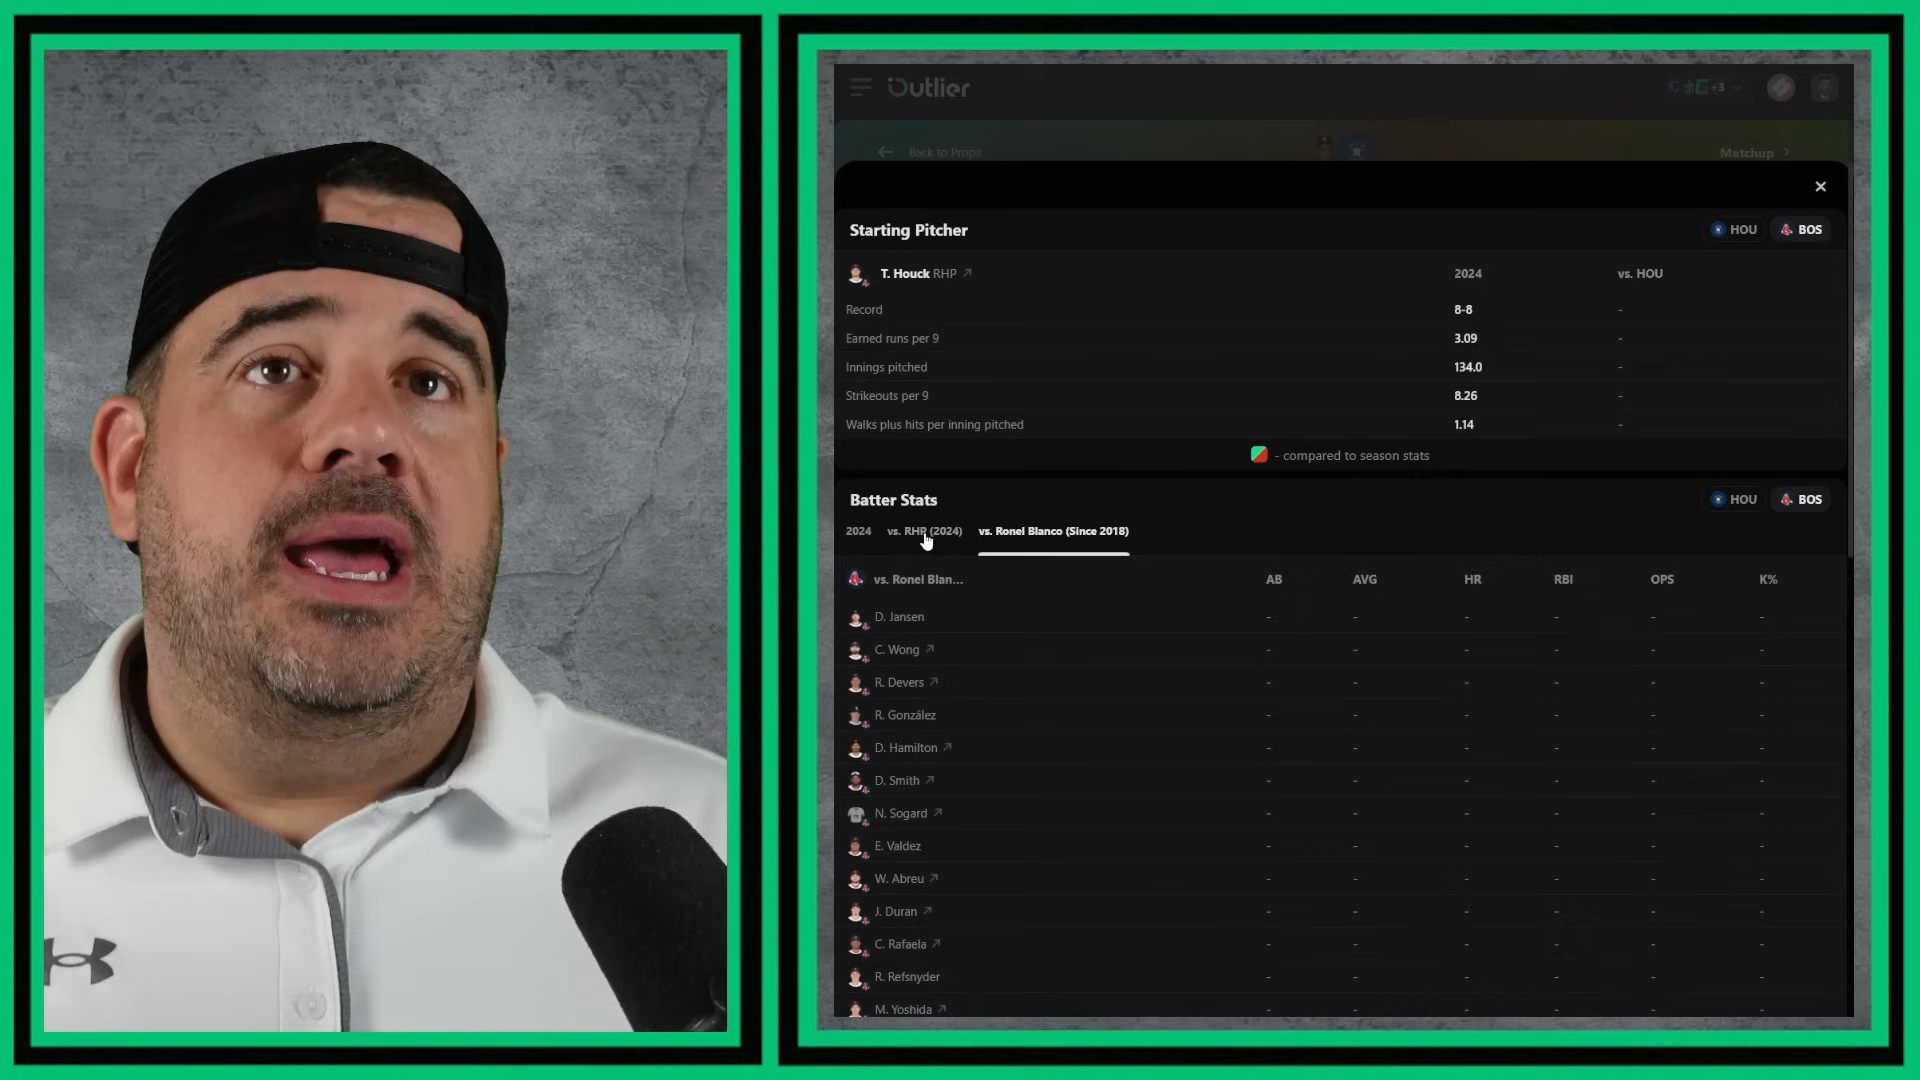 Outlier
+3
Back to Props
Matchup
Starting Pitcher
HOU
BOS
T. Houck RHP
2024
vs. HOU
Record
8-8
-
Earned runs per 9
3.09
-
Innings pitched
134.0
-
Strikeouts per 9
8.26
-
Walks plus hits per inning pitched
1.14
-
- compared to season stats
Batter Stats
HOU
BOS
2024
vs. RHP (2024)
vs. Ronel Blanco (Since 2018)
vs. Ronel Blan... AB AVG HR RBI OPS K%
D. Jansen - - - - - -
C. Wong - - - - - -
R. Devers - - - - - -
R. González - - - - - -
D. Hamilton - - - - - -
D. Smith - - - - - -
N. Sogard - - - - - -
E. Valdez - - - - - -
W. Abreu - - - - - -
J. Duran - - - - - -
C. Rafaela - - - - - -
R. Refsnyder - - - - - -
M. Yoshida - - - - - -